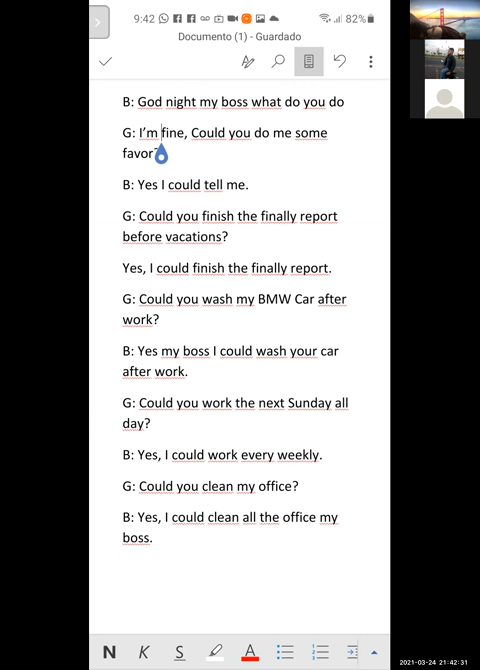 9:42 82%
Documento (1) - Guardado
B: God night my boss what do you do
G: I'm fine, Could you do me some
favor?
B: Yes I could tell me.
G: Could you finish the finally report
before vacations?
Yes, I could finish the finally report.
G: Could you wash my BMW Car after
work?
B: Yes my boss I could wash your car
after work.
G: Could you work the next Sunday all
day?
B: Yes, I could work every weekly.
G: Could you clean my office?
B: Yes, I could clean all the office my
boss.
N K S A
2021-03-24 21:42:31